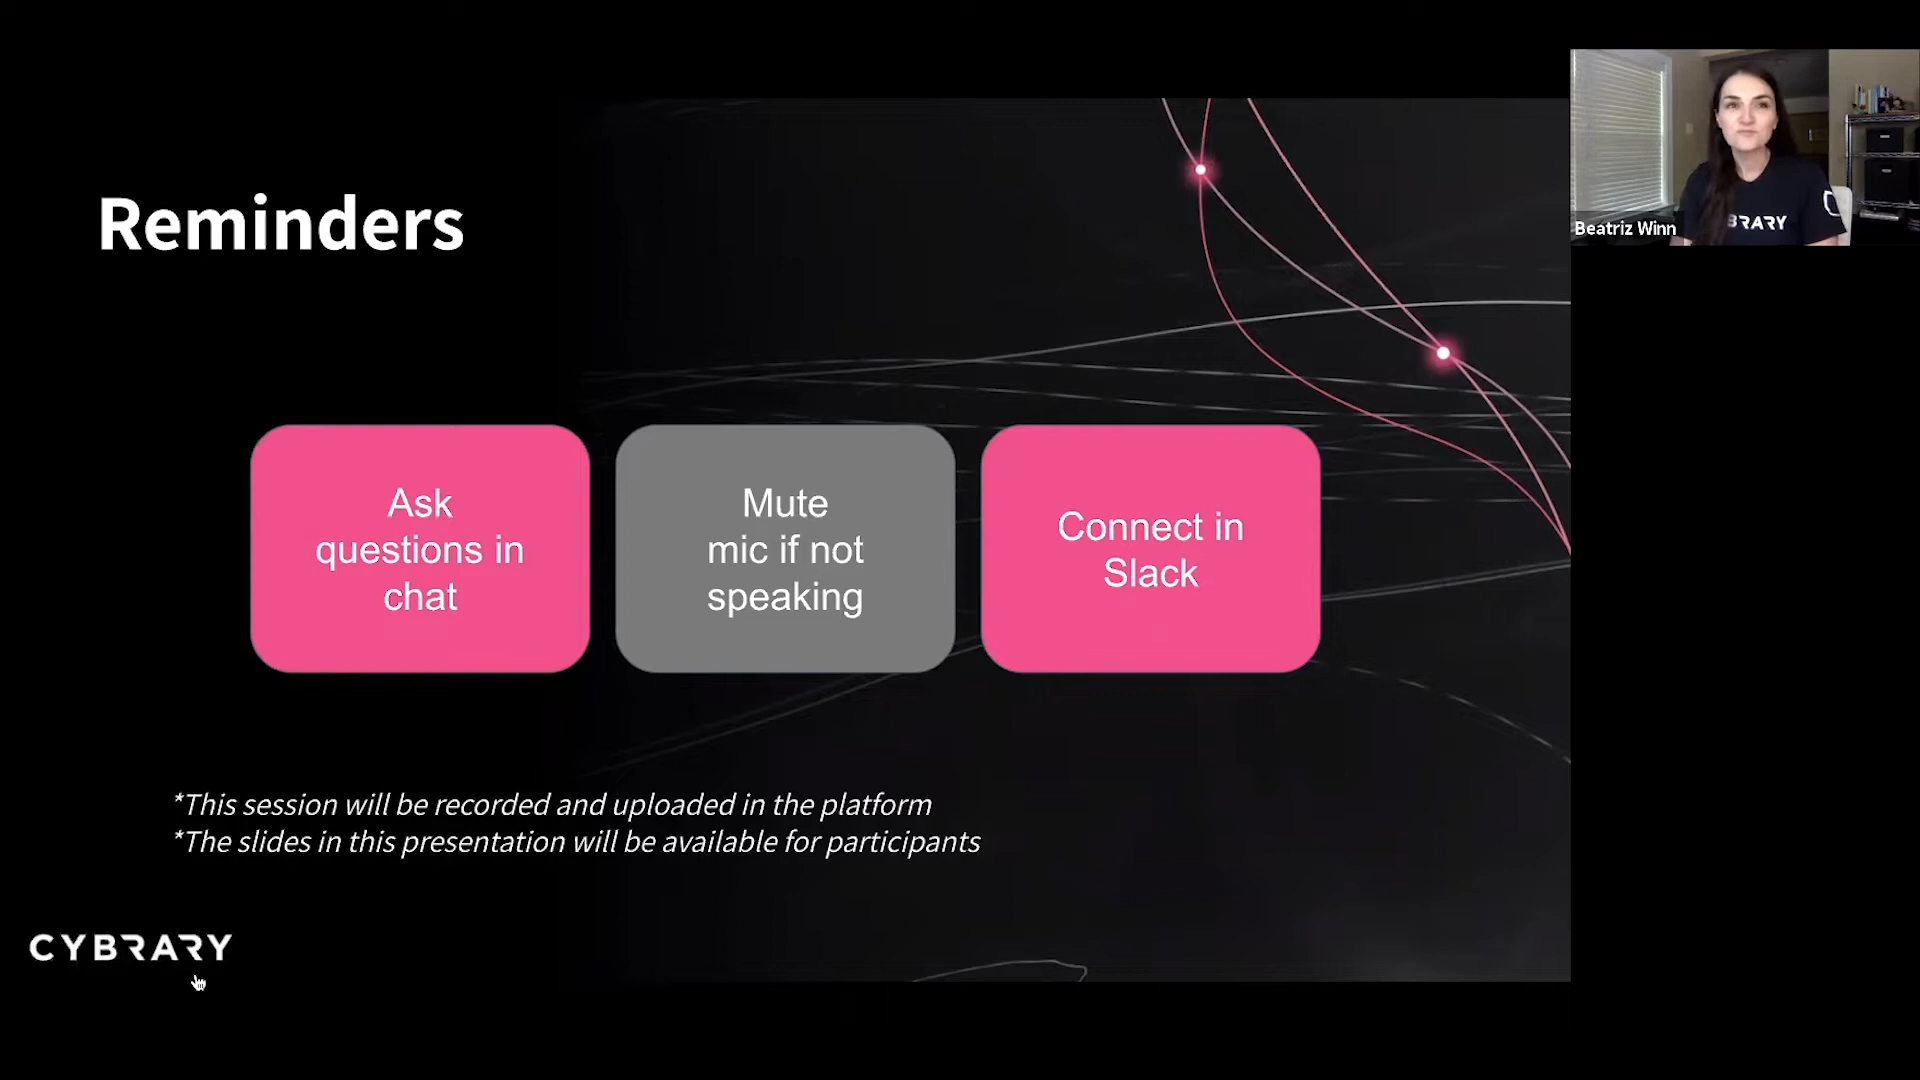 Reminders
Ask
questions in
chat
Mute
mic if not
speaking
Connect in
Slack
*This session will be recorded and uploaded in the platform
*The slides in this presentation will be available for participants
CYBRARY
Beatriz Winn
BRARY